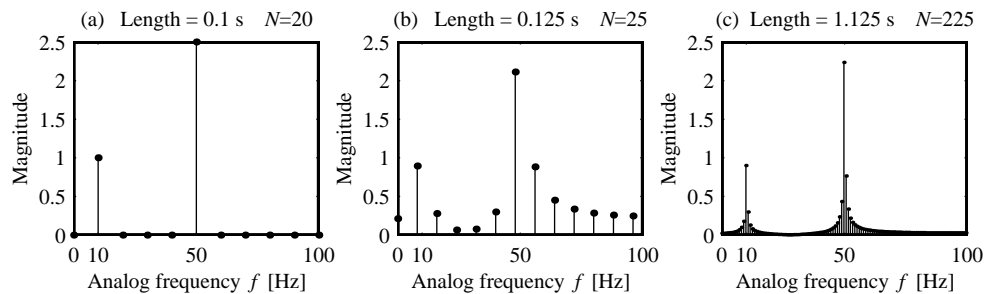 (a) Length = 0.1 s N=20
2.5
2
1.5
1
0.5
0
Magnitude
0 10 50 100
Analog frequency f [Hz]
(b) Length = 0.125 s N=25
2.5
2
1.5
1
0.5
0
Magnitude
0 10 50 100
Analog frequency f [Hz]
(c) Length = 1.125 s N=225
2.5
2
1.5
1
0.5
0
Magnitude
0 10 50 100
Analog frequency f [Hz]